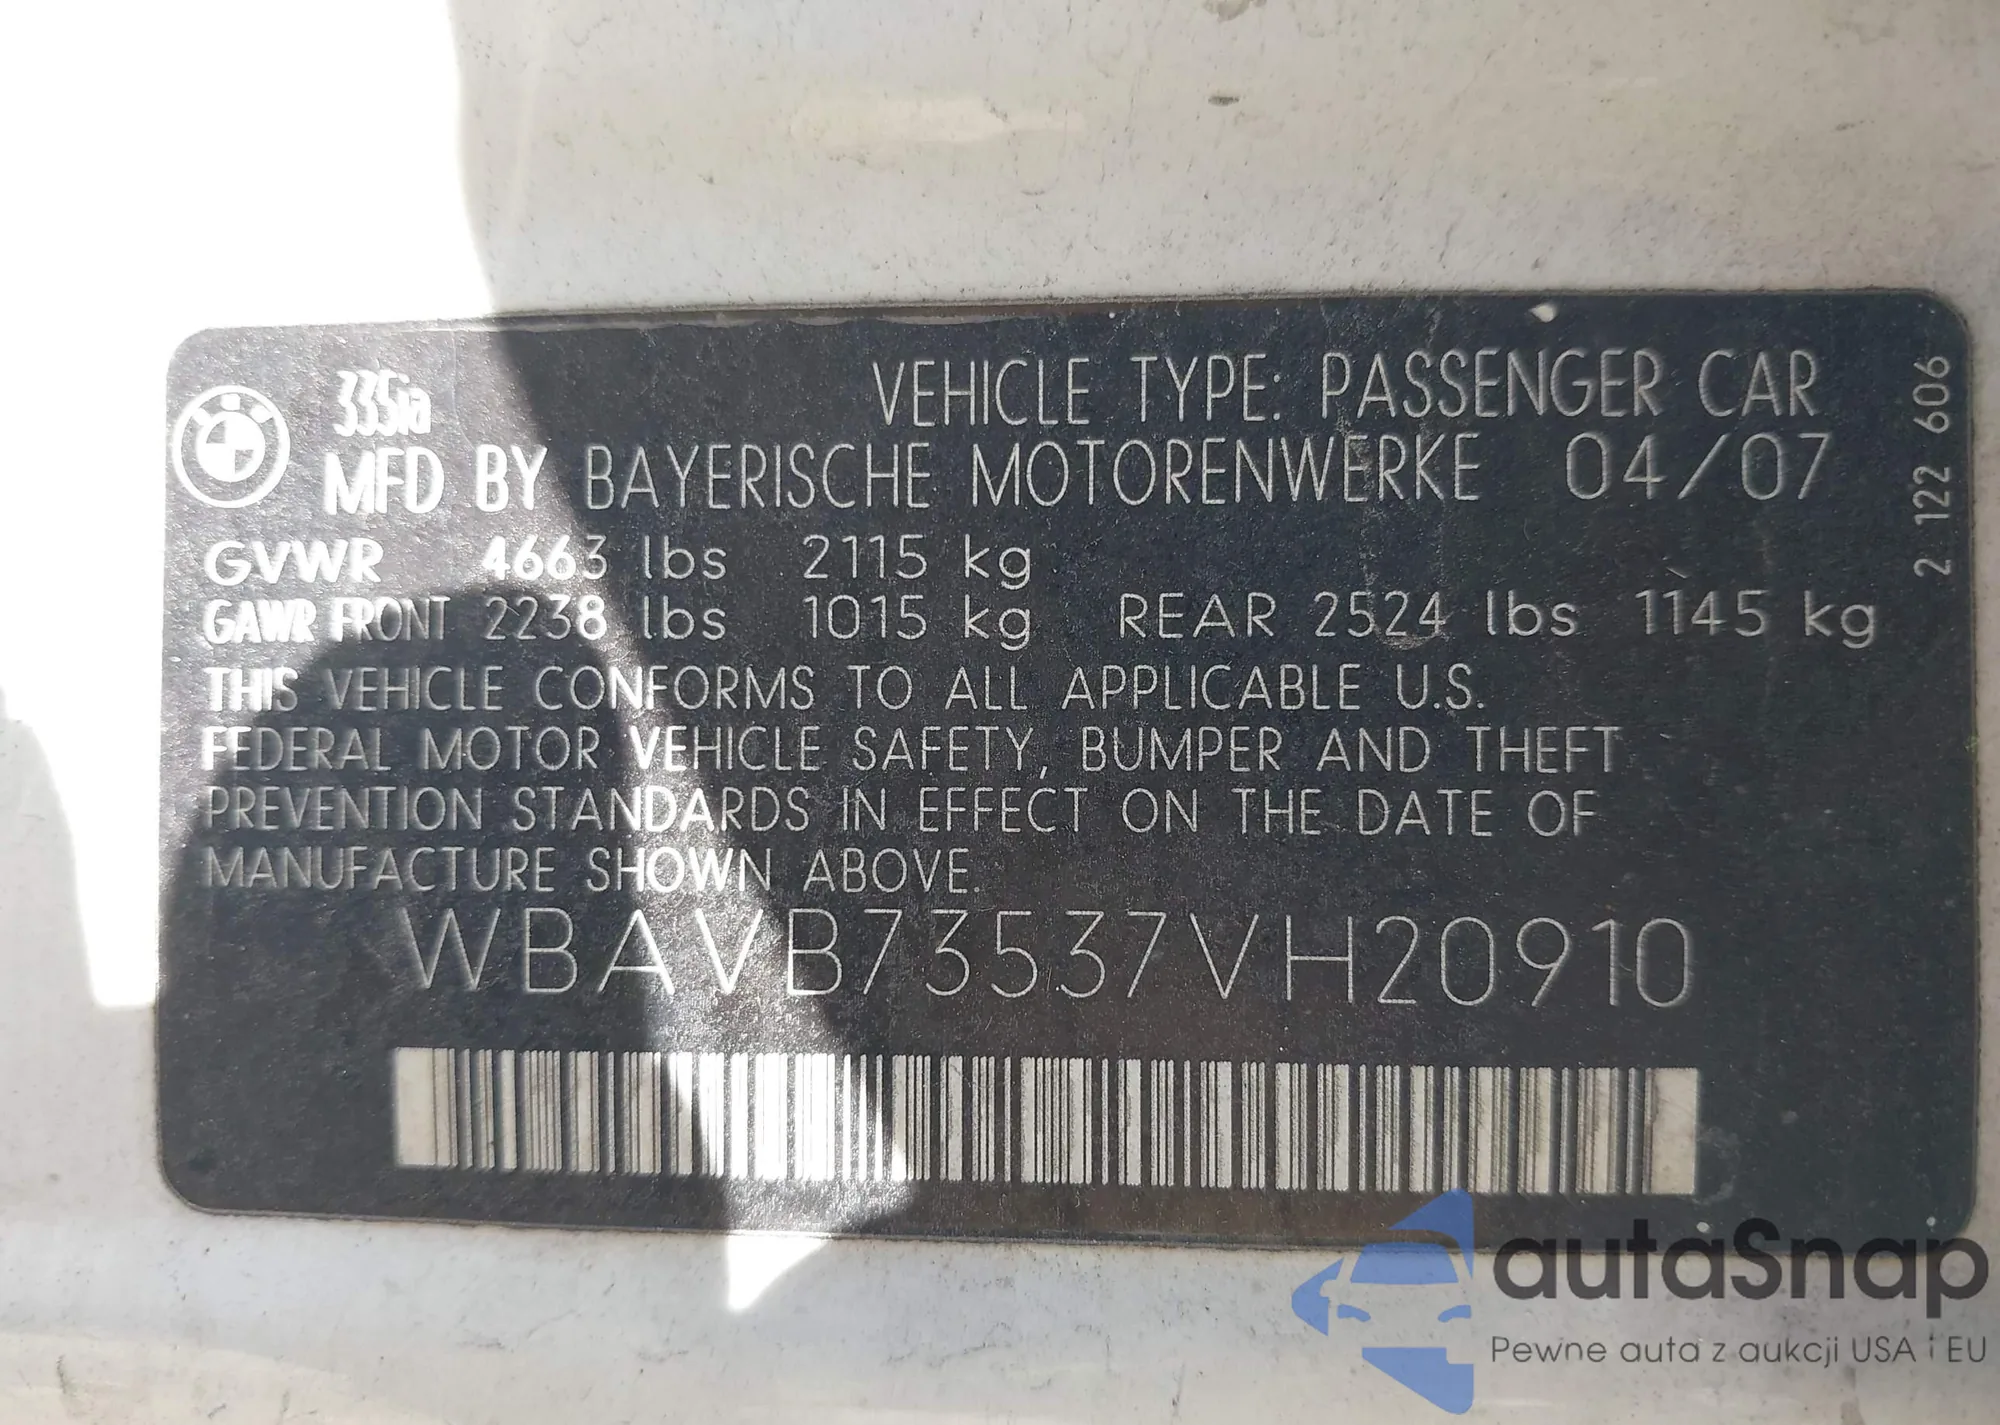 335ia VEHICLE TYPE: PASSENGER CAR
MFD BY BAYERISCHE MOTORENWERKE 04/07
GVWR 4663 lbs 2115 kg
GAWR FRONT 2238 lbs 1015 kg REAR 2524 lbs 1145 kg
THIS VEHICLE CONFORMS TO ALL APPLICABLE U.S.
FEDERAL MOTOR VEHICLE SAFETY, BUMPER AND THEFT
PREVENTION STANDARDS IN EFFECT ON THE DATE OF
MANUFACTURE SHOWN ABOVE.
WBAVB73537VH20910
2 122 606
autaSnap
Pewne auta z aukcji USA i EU